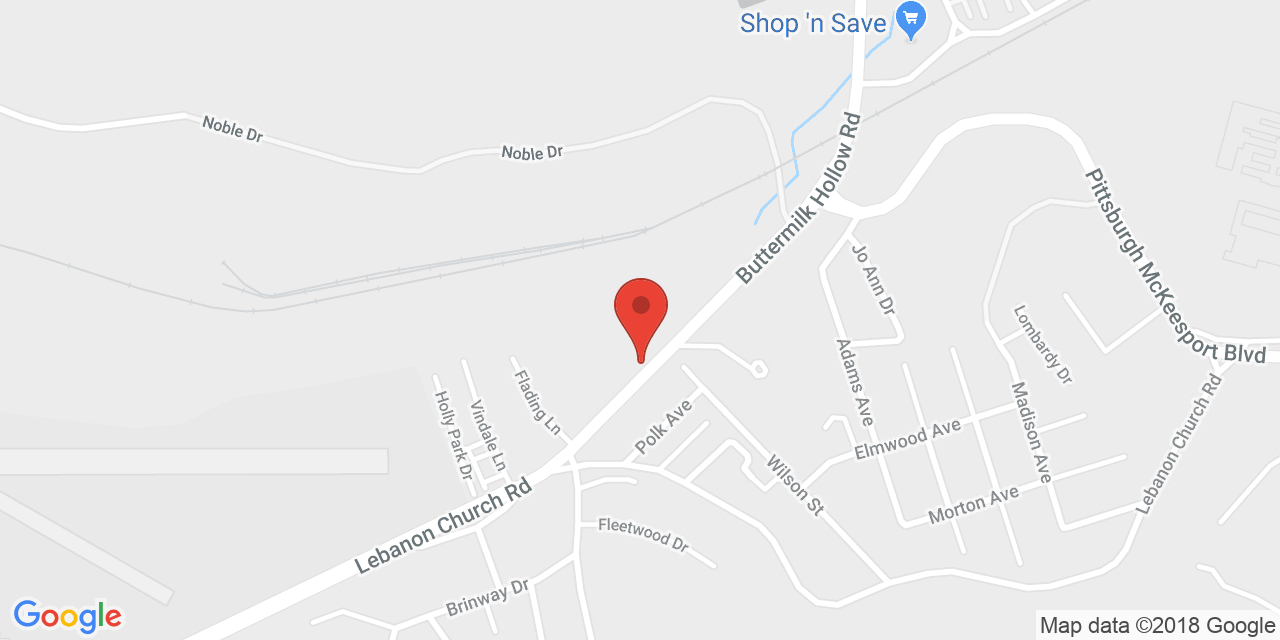 Shop 'n Save
Noble Dr
Noble Dr
Buttermilk Hollow Rd
Pittsburgh McKeesport Blvd
Jo Ann Dr
Lombardy Dr
Adams Ave
Flading Ln
Vindale Ln
Holly Park Dr
Polk Ave
Elmwood Ave
Madison Ave
Lebanon Church Rd
Wilson St
Morton Ave
Lebanon Church Rd
Fleetwood Dr
Brinway Dr
Google
Map data ©2018 Google